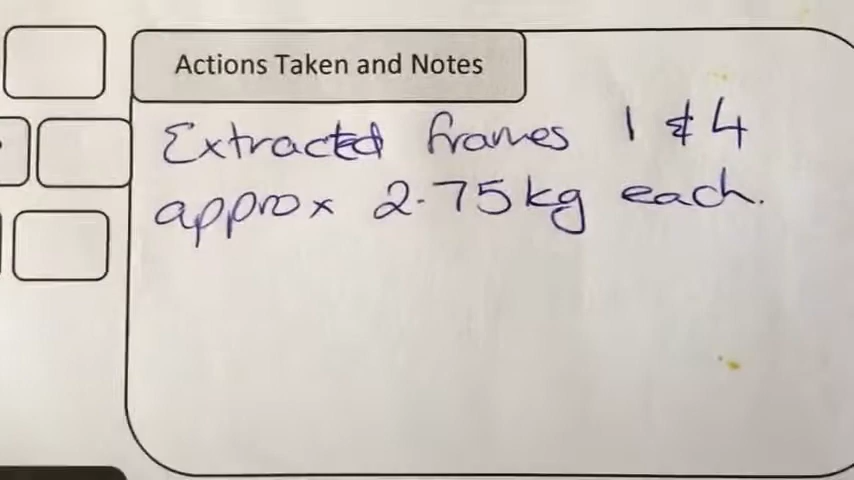 Actions Taken and Notes
Extracted frames 1 & 4
approx 2.75kg each.